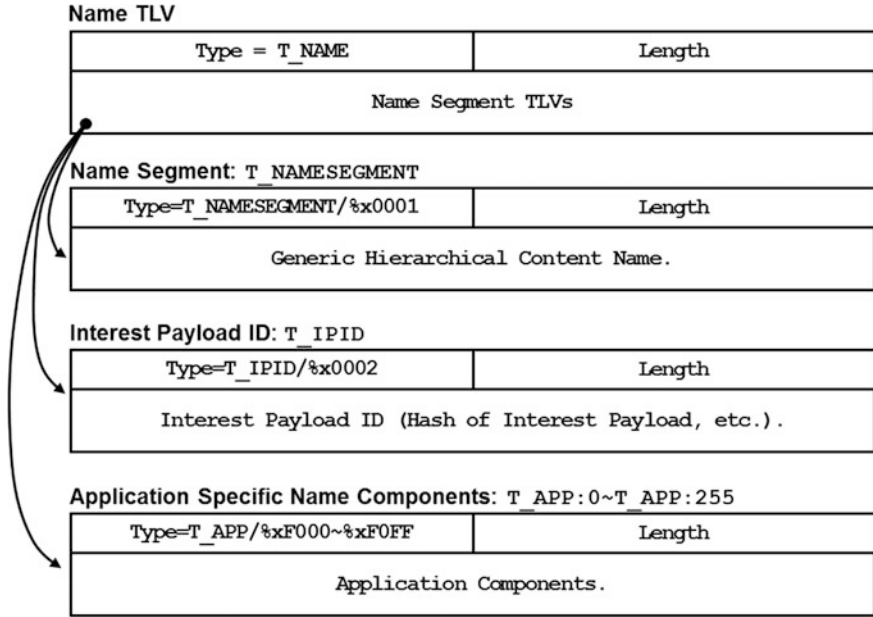 Name TLV
Type = T_NAME Length
Name Segment TLVs
Name Segment: T_NAMESEGMENT
Type=T_NAMESEGMENT/%x0001 Length
Generic Hierarchical Content Name.
Interest Payload ID: T_IPID
Type=T_IPID/%x0002 Length
Interest Payload ID (Hash of Interest Payload, etc.).
Application Specific Name Components: T_APP:0~T_APP:255
Type=T_APP/%xF000~%xF0FF Length
Application Components.